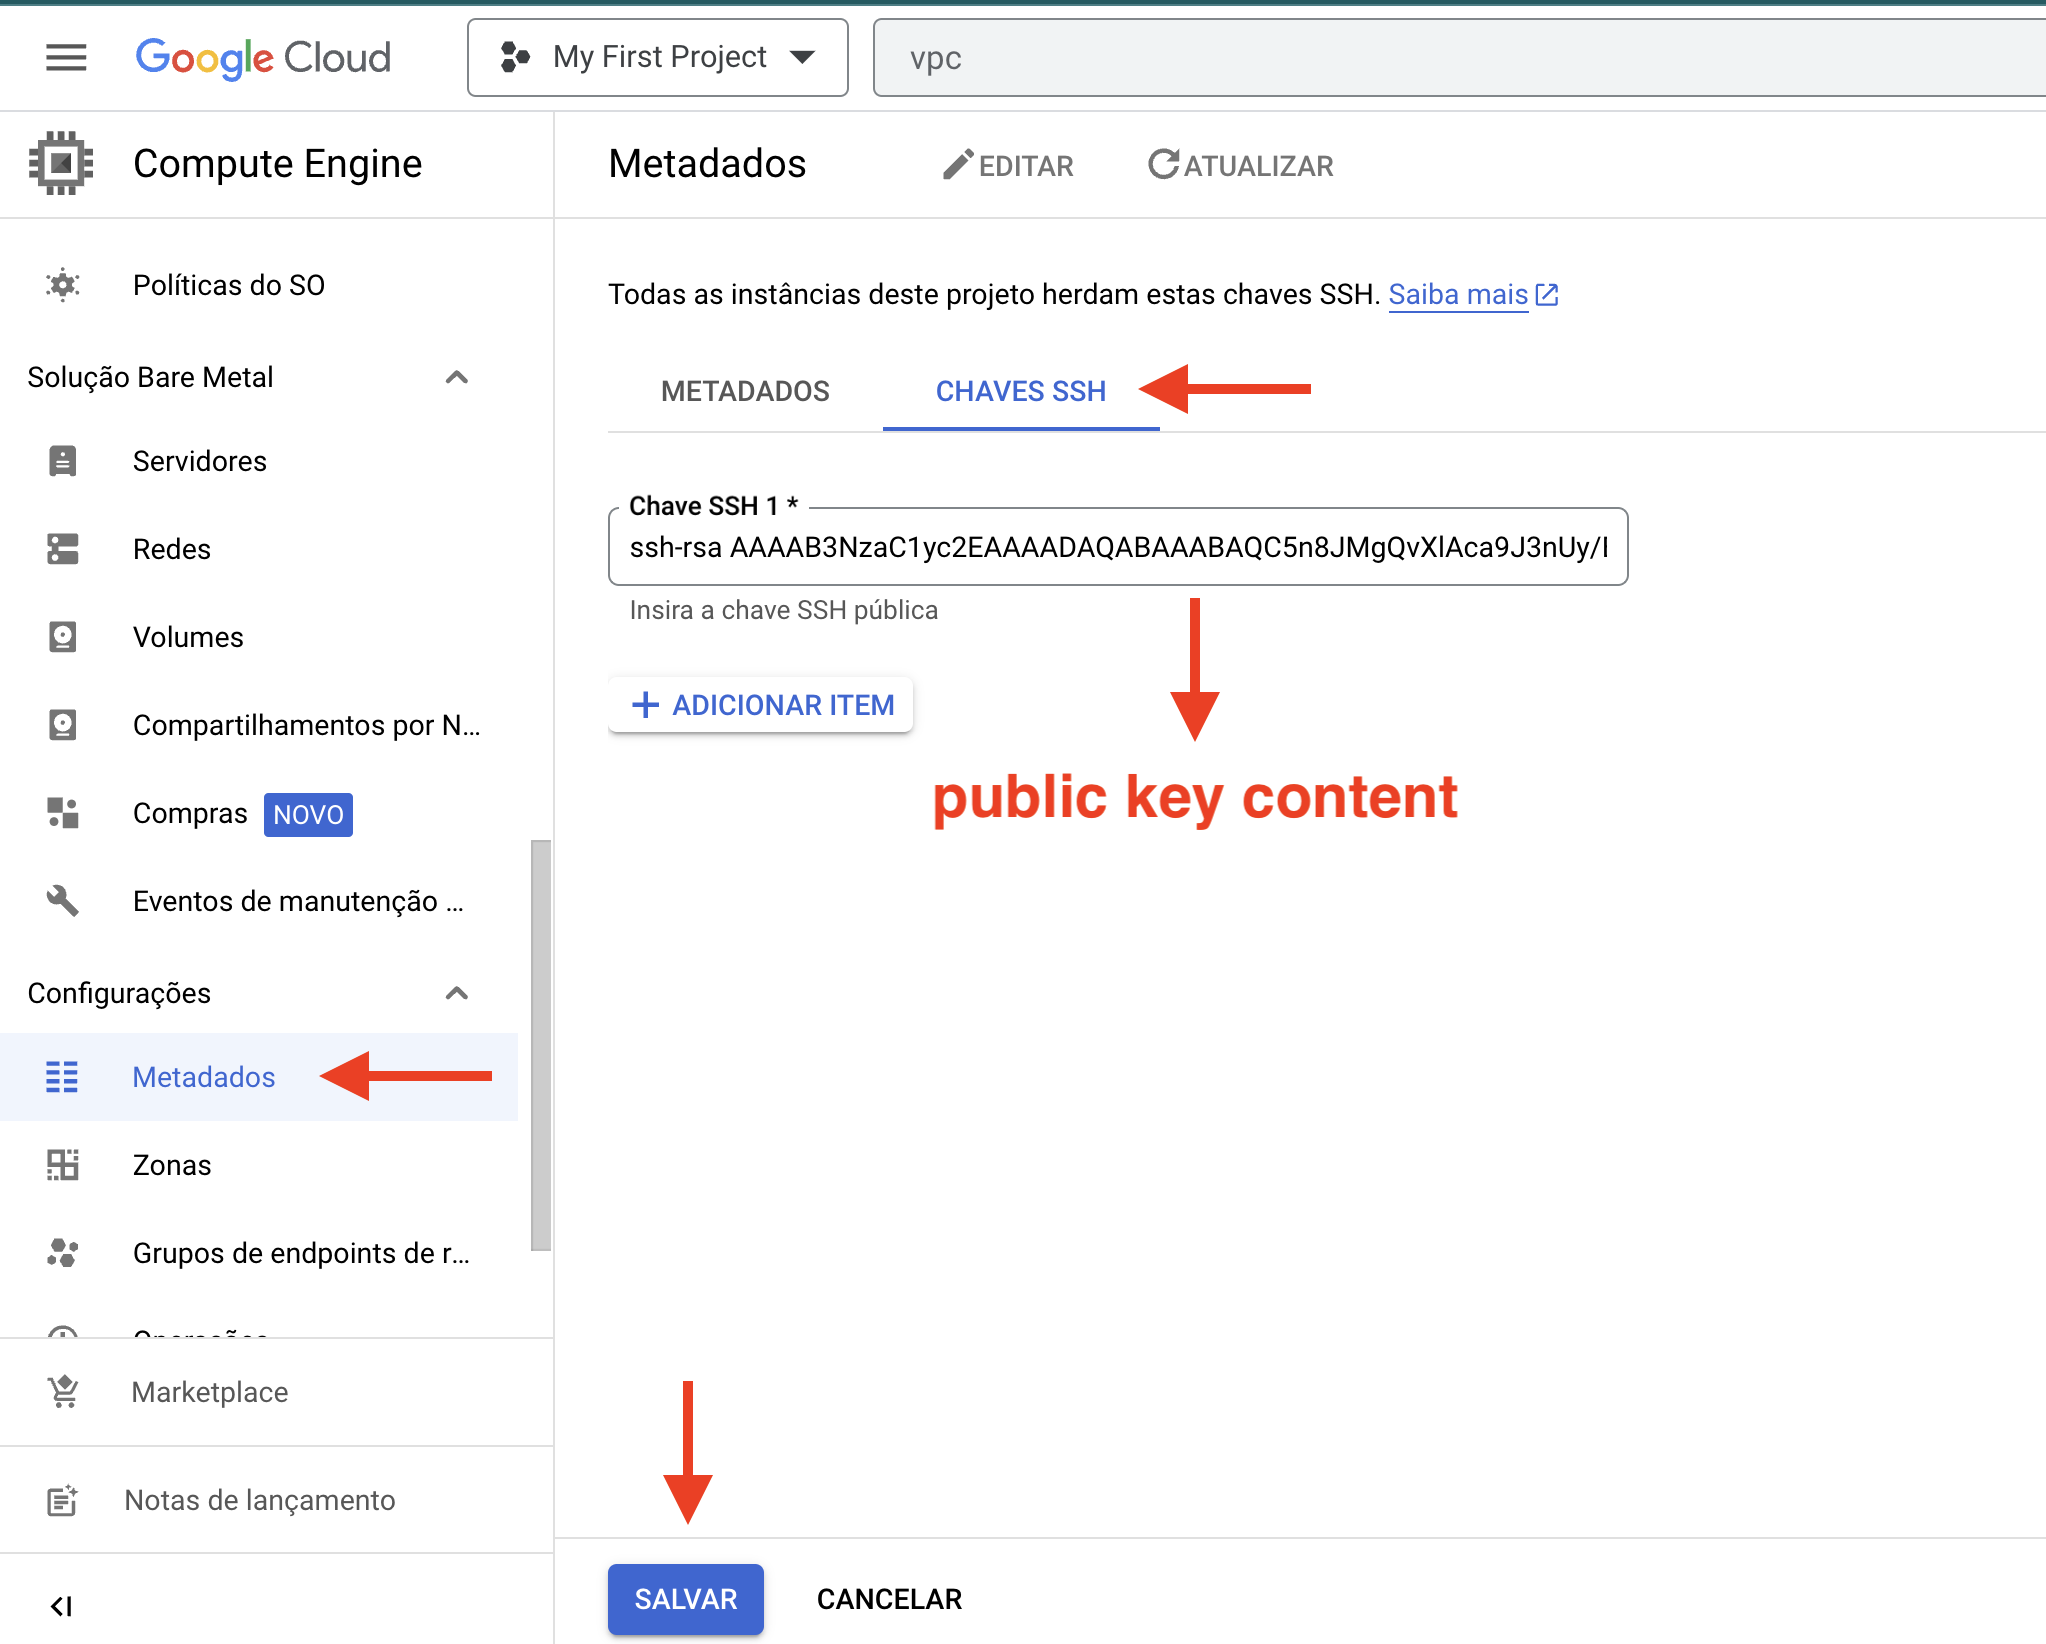 Google Cloud
My First Project
vpc
Compute Engine
Metadados
EDITAR
ATUALIZAR
Políticas do SO
Solução Bare Metal
Servidores
Redes
Volumes
Compartilhamentos por N...
Compras NOVO
Eventos de manutenção ...
Configurações
Metadados
Zonas
Grupos de endpoints de r...
Operações
Marketplace
Notas de lançamento
Todas as instâncias deste projeto herdam estas chaves SSH. Saiba mais
METADADOS
CHAVES SSH
Chave SSH 1 *
ssh-rsa AAAAB3NzaC1yc2EAAAADAQABAAABAQC5n8JMgQvXlAca9J3nUy/I
Insira a chave SSH pública
+ ADICIONAR ITEM
public key content
SALVAR
CANCELAR